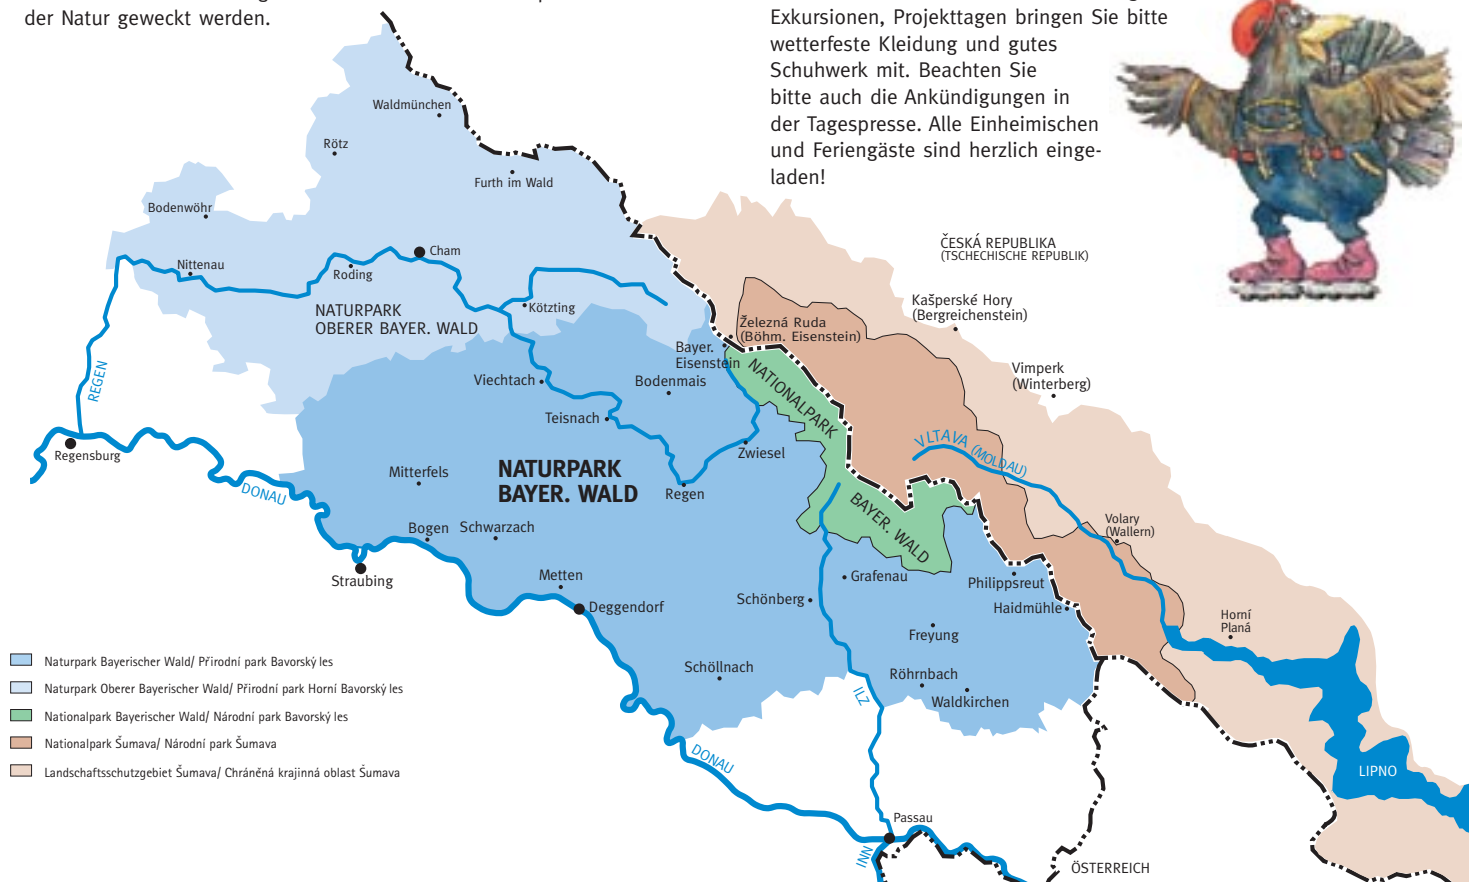 der Natur geweckt werden.
Exkursionen, Projekttagen bringen Sie bitte
wetterfeste Kleidung und gutes
Schuhwerk mit. Beachten Sie
bitte auch die Ankündigungen in
der Tagespresse. Alle Einheimischen
und Feriengäste sind herzlich einge-
laden!
Waldmünchen
Rötz
Furth im Wald
Bodenwöhr
Cham
Nittenau
Roding
Kötzting
NATURPARK
OBERER BAYER. WALD
ČESKÁ REPUBLIKA
(TSCHECHISCHE REPUBLIK)
Kašperské Hory
(Bergreichenstein)
Železná Ruda
(Böhm. Eisenstein)
Bayer.
Eisenstein
Vimperk
(Winterberg)
REGEN
Viechtach
Bodenmais
NATIONALPARK
Teisnach
Regensburg
Zwiesel
VLTAVA (MOLDAU)
Mitterfels
NATURPARK
BAYER. WALD
Regen
DONAU
BAYER. WALD
Bogen
Schwarzach
Volary
(Wallern)
Straubing
Metten
Deggendorf
Grafenau
Schönberg
Philippsreut
Haidmühle
Freyung
Horní
Planá
Schöllnach
Röhrnbach
Waldkirchen
ILZ
DONAU
LIPNO
Passau
INN
ÖSTERREICH
Naturpark Bayerischer Wald/ Přírodní park Bavorský les
Naturpark Oberer Bayerischer Wald/ Přírodní park Horní Bavorský les
Nationalpark Bayerischer Wald/ Národní park Bavorský les
Nationalpark Šumava/ Národní park Šumava
Landschaftsschutzgebiet Šumava/ Chráněná krajinná oblast Šumava